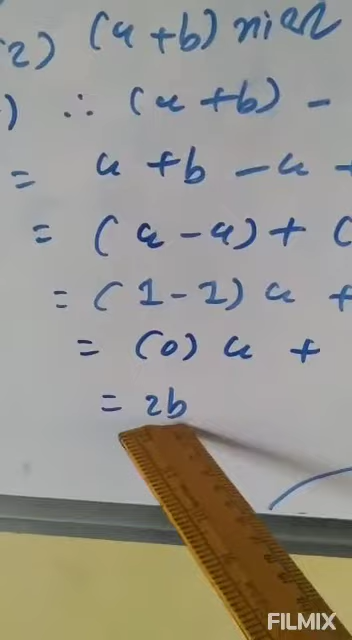 2) (a+b) માંથી
) ∴ (a+b) -
= a+b-a+
= (a-a)+(
= (1-1)a+
= (0)a+
= 2b
FILMIX